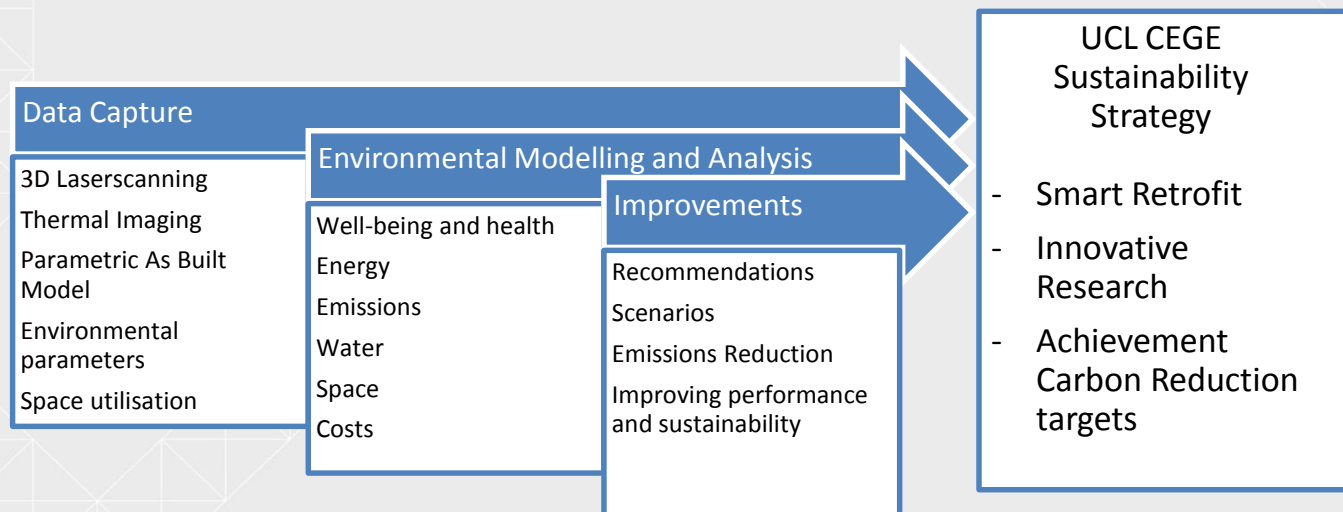 Data Capture
3D Laserscanning
Thermal Imaging
Parametric As Built
Model
Environmental
parameters
Space utilisation
Environmental Modelling and Analysis
Well-being and health
Energy
Emissions
Water
Space
Costs
Improvements
Recommendations
Scenarios
Emissions Reduction
Improving performance
and sustainability
UCL CEGE
Sustainability
Strategy
- Smart Retrofit
- Innovative
Research
- Achievement
Carbon Reduction
targets